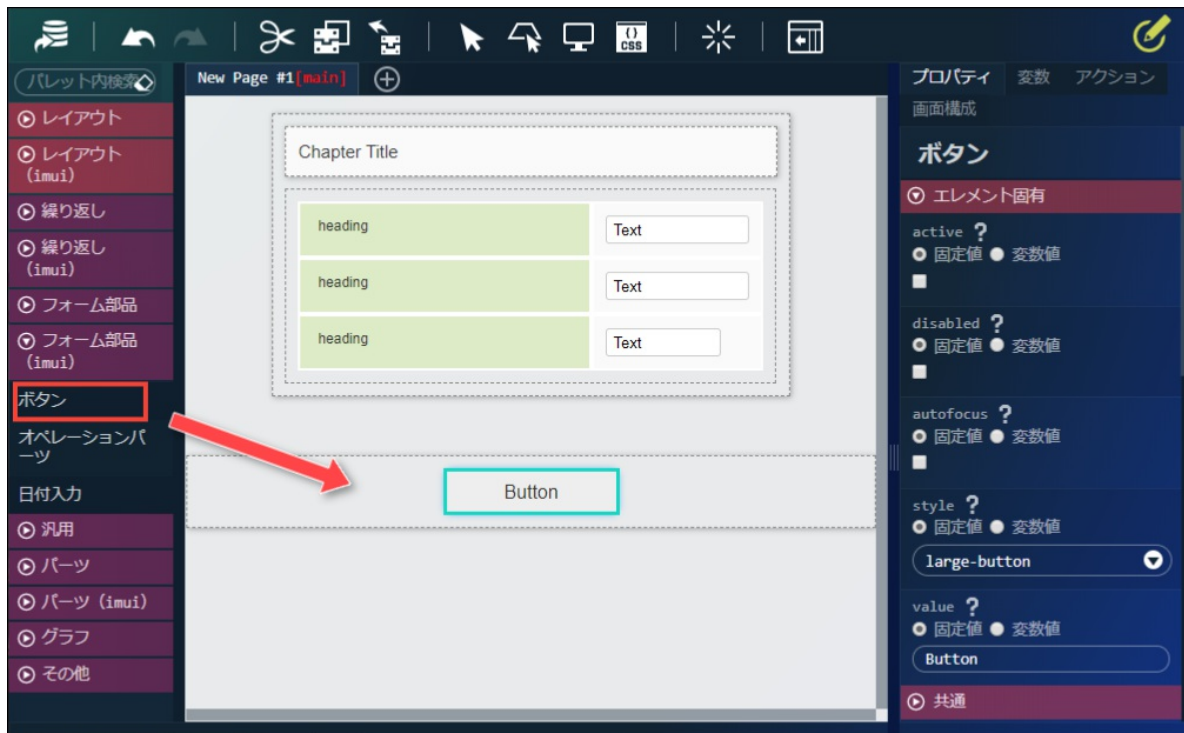 {}
CSS
パレット内検索
New Page #1[main]
プロパティ 変数 アクション
画面構成
レイアウト
レイアウト
(imui)
繰り返し
繰り返し
(imui)
フォーム部品
フォーム部品
(imui)
ボタン
オペレーションパ
ーツ
日付入力
汎用
パーツ
パーツ (imui)
グラフ
その他
Chapter Title
heading Text
heading Text
heading Text
Button
ボタン
エレメント固有
active ?
固定値 変数値
disabled ?
固定値 変数値
autofocus ?
固定値 変数値
style ?
固定値 変数値
large-button
value ?
固定値 変数値
Button
共通